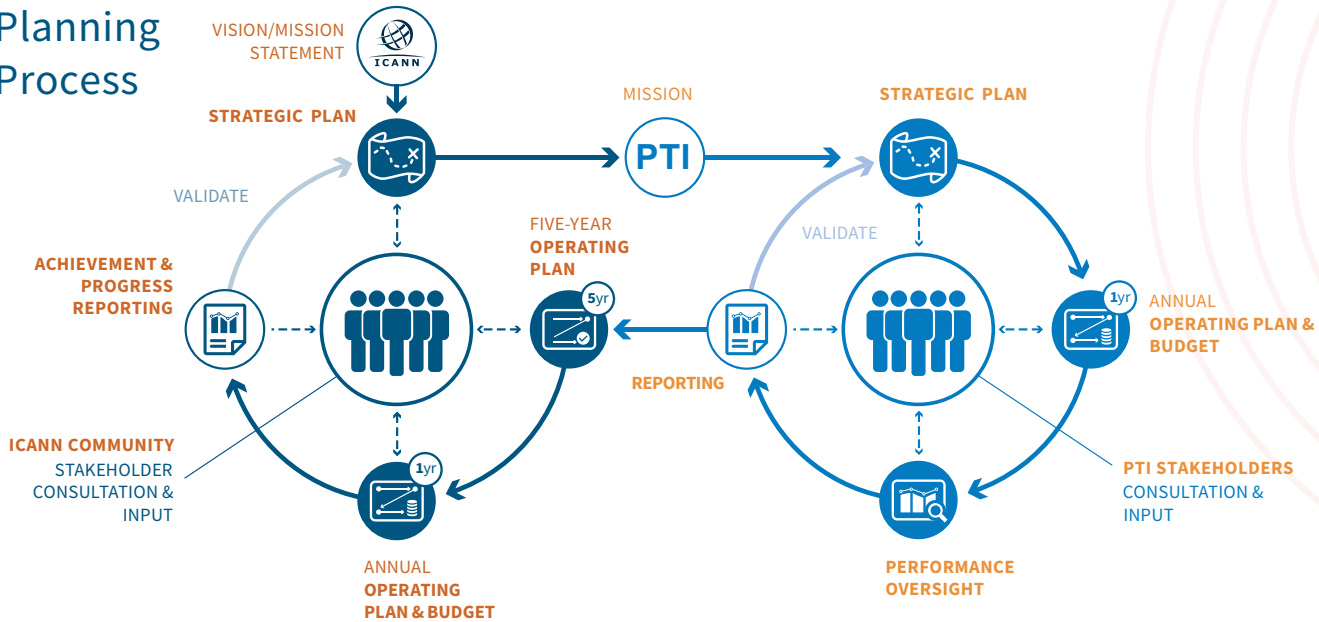 Planning
Process
VISION/MISSION
STATEMENT
ICANN
STRATEGIC PLAN
MISSION
PTI
STRATEGIC PLAN
VALIDATE
VALIDATE
FIVE-YEAR
OPERATING
PLAN
5yr
ACHIEVEMENT &
PROGRESS
REPORTING
1yr
ANNUAL
OPERATING PLAN &
BUDGET
REPORTING
ICANN COMMUNITY
STAKEHOLDER
CONSULTATION &
INPUT
1yr
PTI STAKEHOLDERS
CONSULTATION &
INPUT
ANNUAL
OPERATING
PLAN & BUDGET
PERFORMANCE
OVERSIGHT